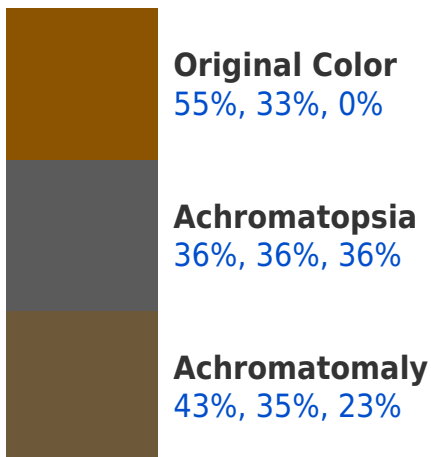 Original Color
55%, 33%, 0%
Achromatopsia
36%, 36%, 36%
Achromatomaly
43%, 35%, 23%